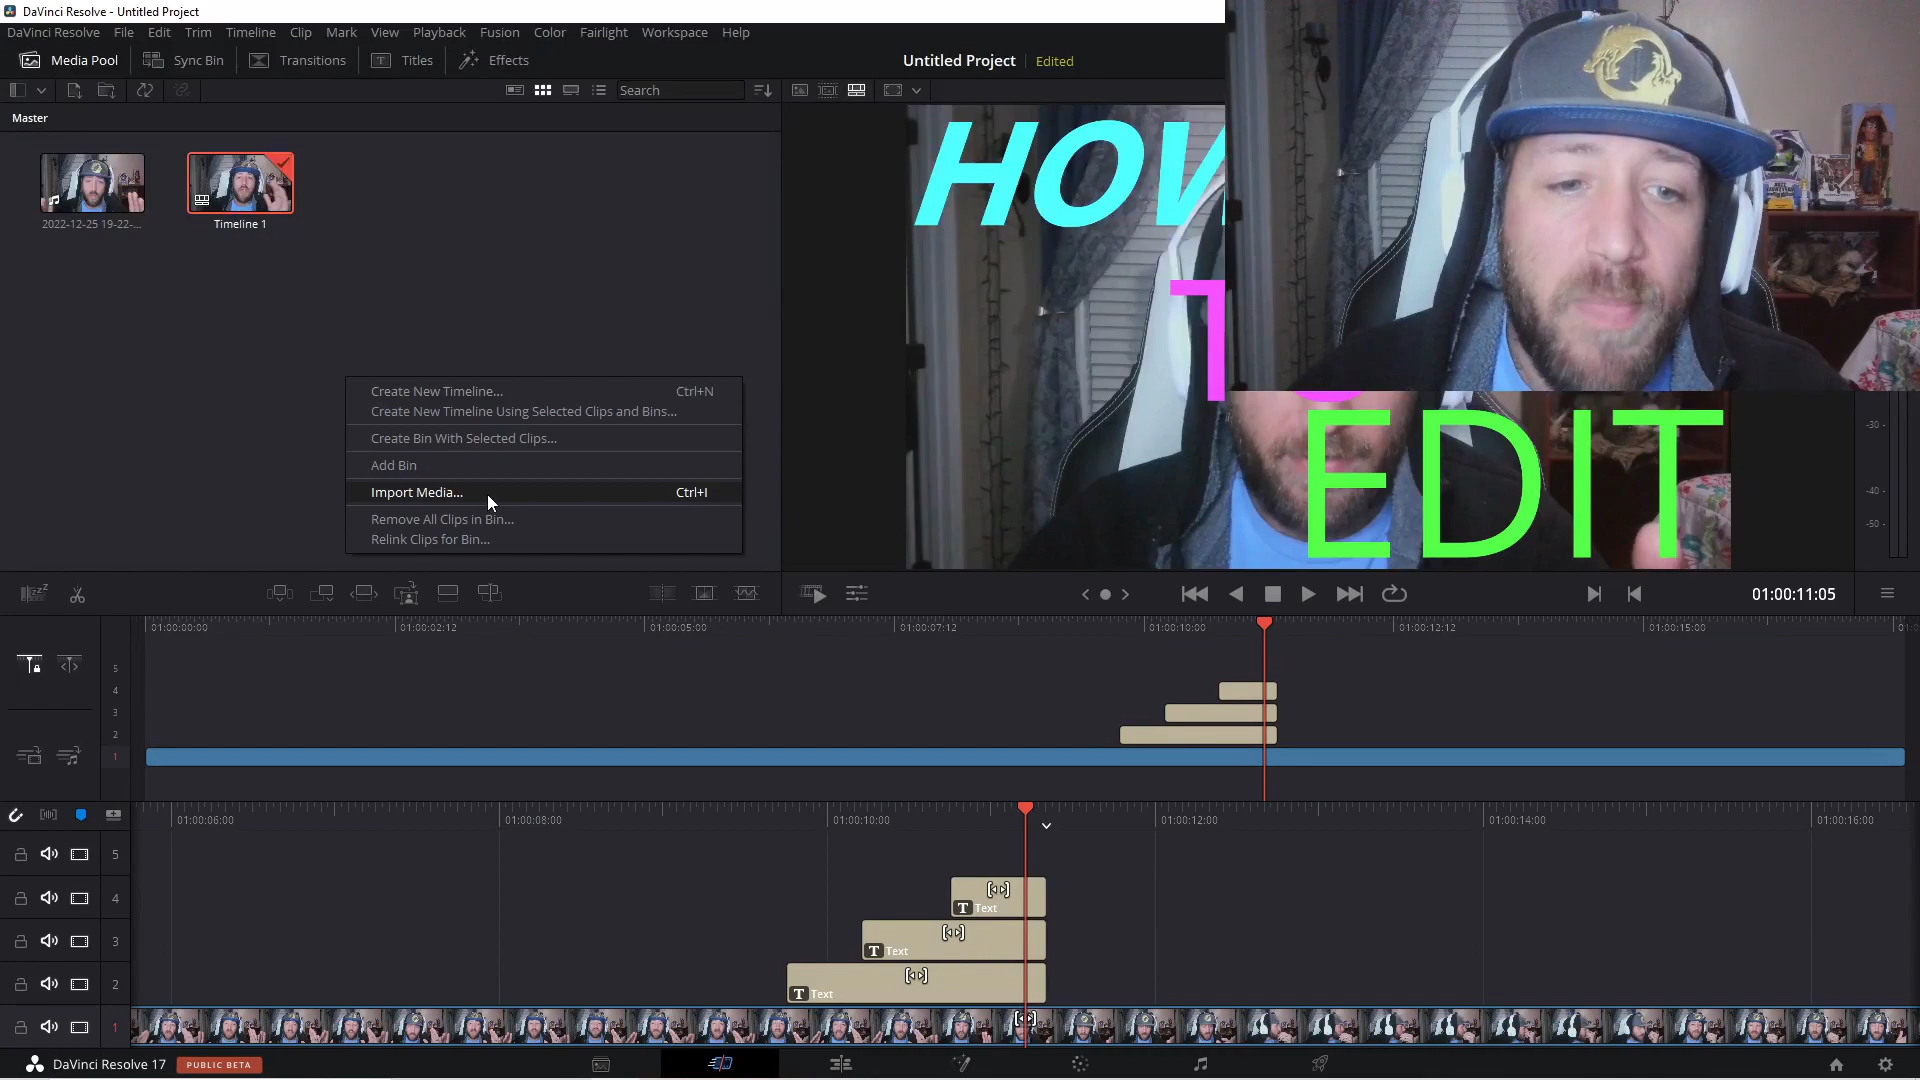 DaVinci Resolve - Untitled Project
DaVinci Resolve File Edit Trim Timeline Clip Mark View Playback Fusion Color Fairlight Workspace Help
Media Pool Sync Bin Transitions Titles Effects
Untitled Project Edited
Search
Master
2022-12-25 19-22-...
Timeline 1
HOW
T
EDIT
Create New Timeline... Ctrl+N
Create New Timeline Using Selected Clips and Bins...
Create Bin With Selected Clips...
Add Bin
Import Media... Ctrl+I
Remove All Clips in Bin...
Relink Clips for Bin...
-30
-40
-50
01:00:11:05
01:00:00:00 01:00:02:12 01:00:05:00 01:00:07:12 01:00:10:00 01:00:12:12 01:00:15:00
5
4
3
2
1
01:00:06:00 01:00:08:00 01:00:10:00 01:00:12:00 01:00:14:00 01:00:16:00
5
4 T Text
3 T Text
2 T Text
1
DaVinci Resolve 17 PUBLIC BETA